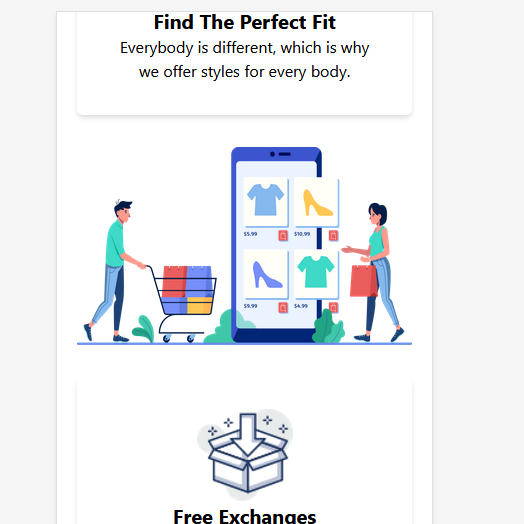 Find The Perfect Fit
Everybody is different, which is why
we offer styles for every body.
$5.99
$10.99
$9.99
$4.99
Free Exchanges